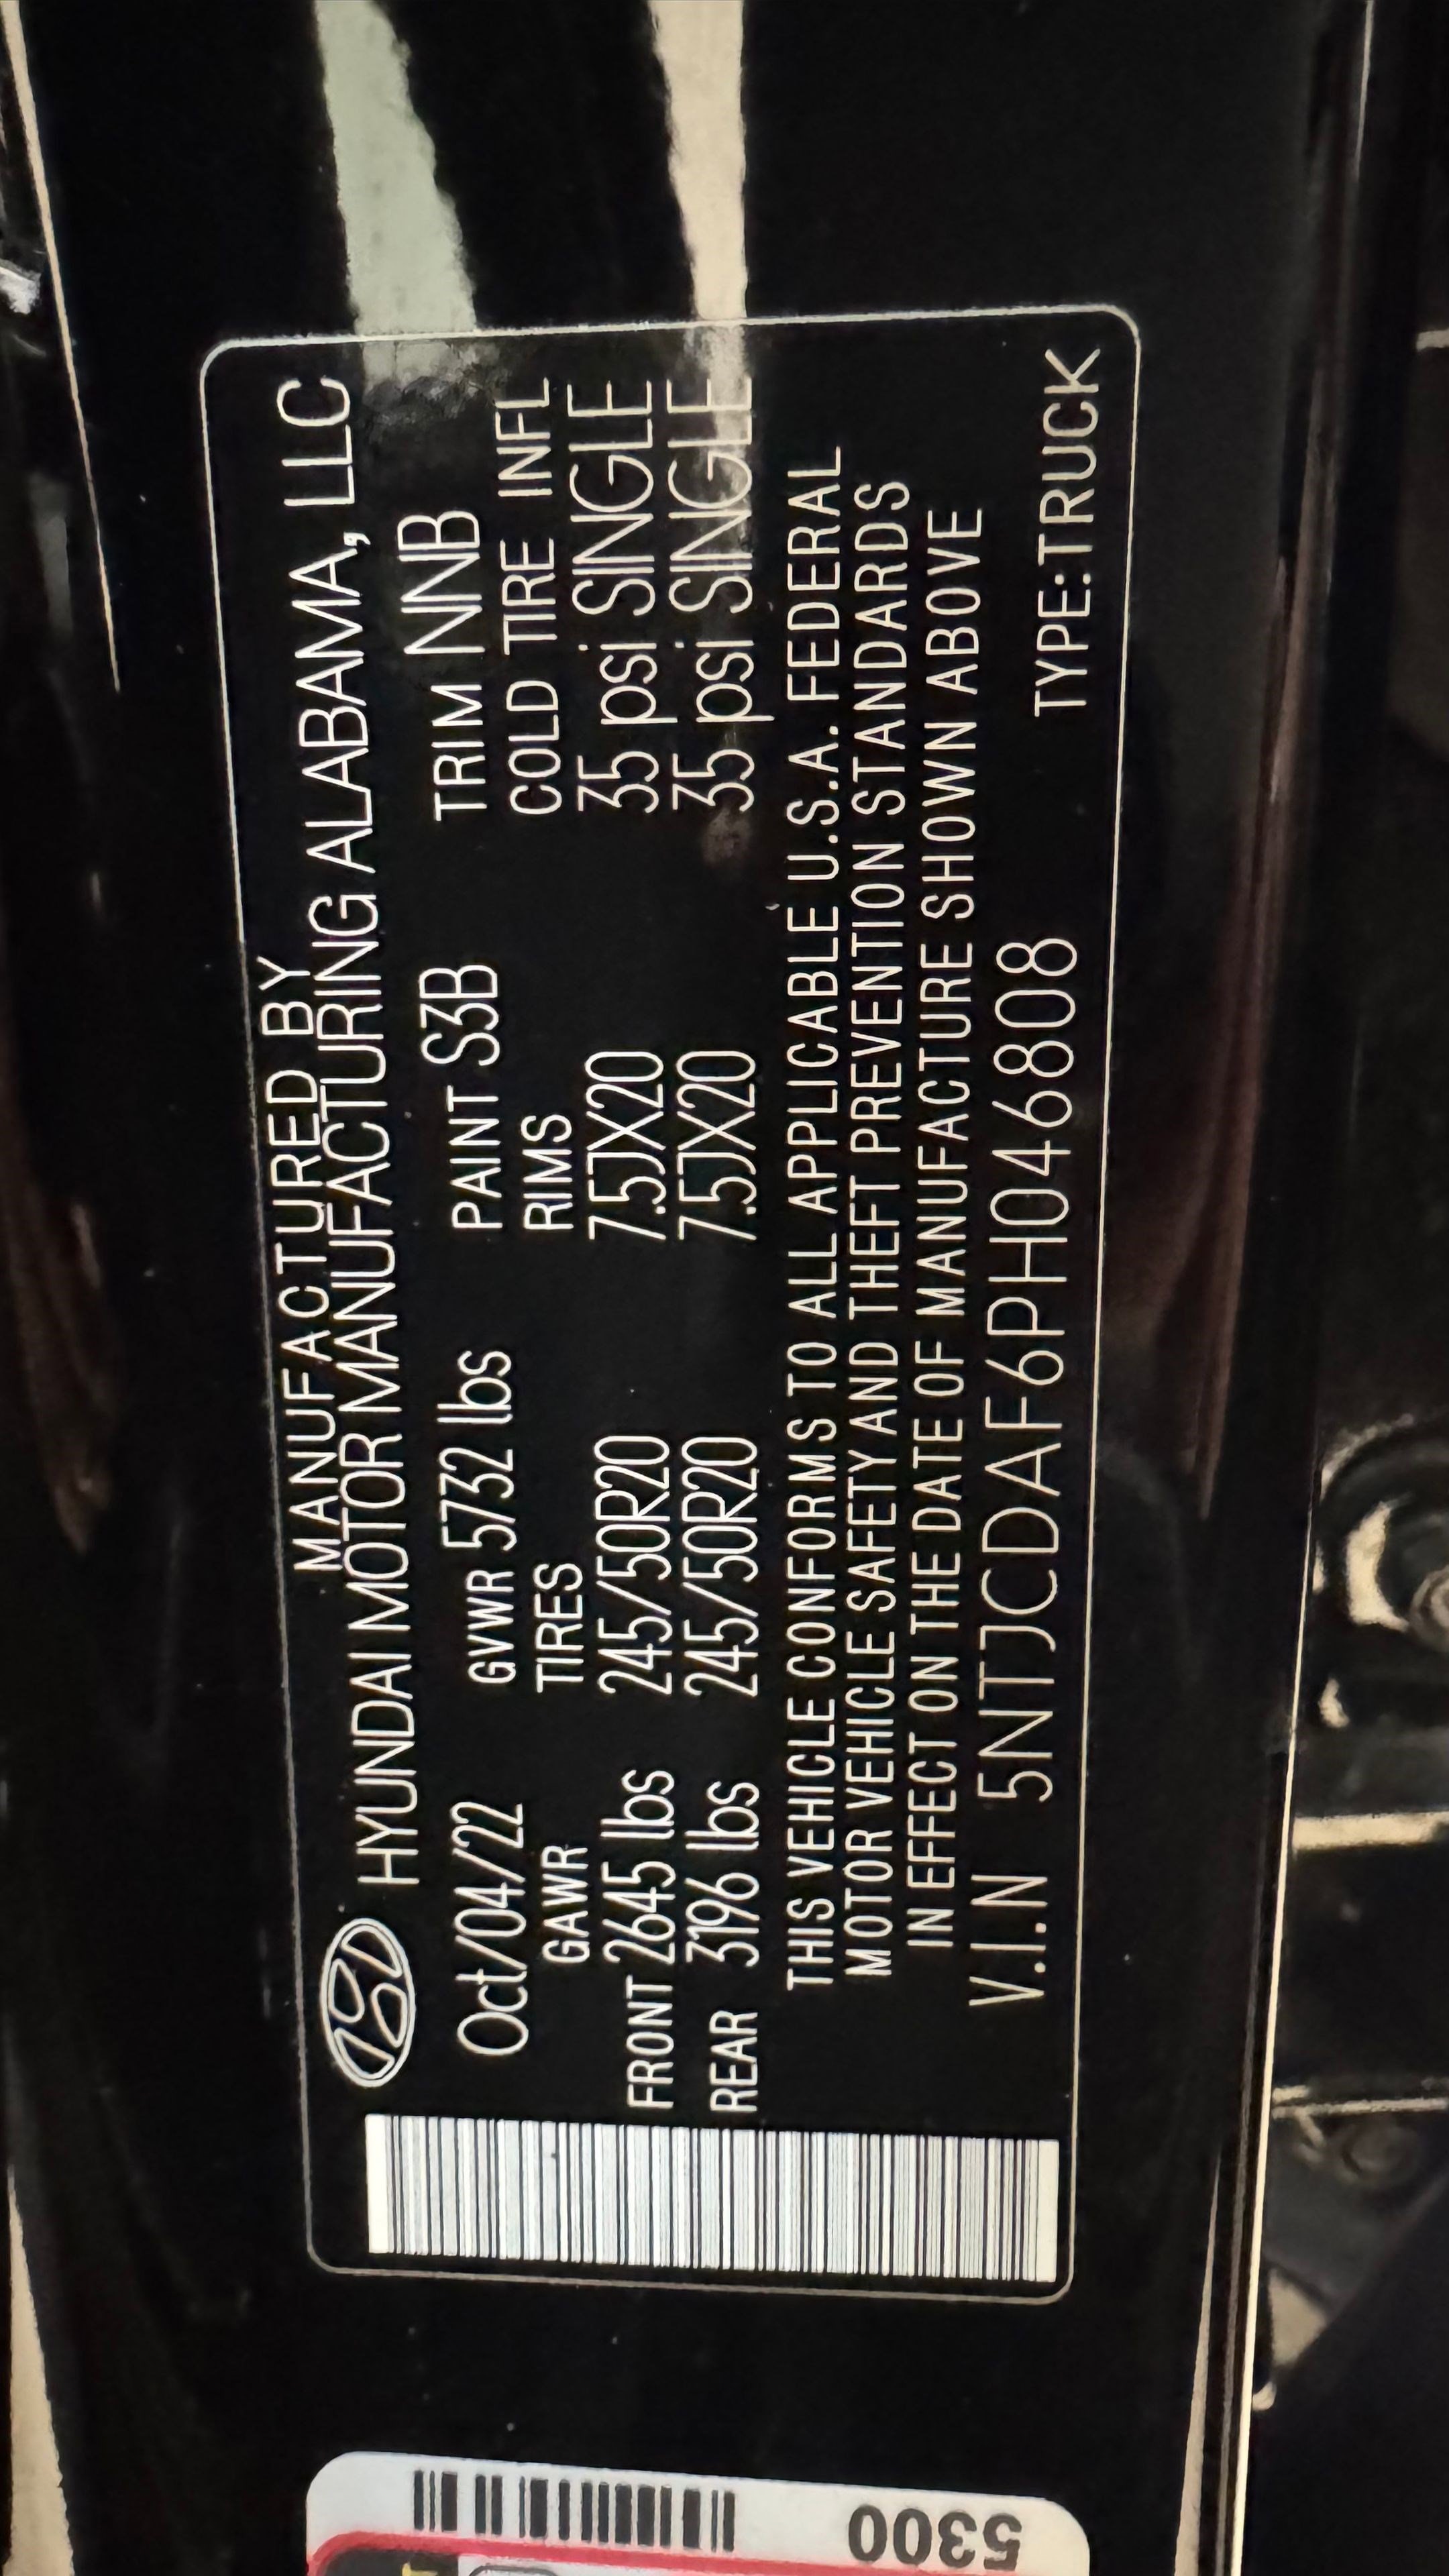 MANUFACTURED BY
HYUNDAI MOTOR MANUFACTURING ALABAMA, LLC
Oct/04/22 GVWR 5732 lbs PAINT S3B TRIM NNB
GAWR TIRES RIMS COLD TIRE INFL
FRONT 2645 lbs 245/50R20 7.5JX20 35 psi SINGLE
REAR 3196 lbs 245/50R20 7.5JX20 35 psi SINGLE
THIS VEHICLE CONFORMS TO ALL APPLICABLE U.S.A. FEDERAL
MOTOR VEHICLE SAFETY AND THEFT PREVENTION STANDARDS
IN EFFECT ON THE DATE OF MANUFACTURE SHOWN ABOVE
V.I.N 5NTJCDAF6PH046808 TYPE:TRUCK
5300